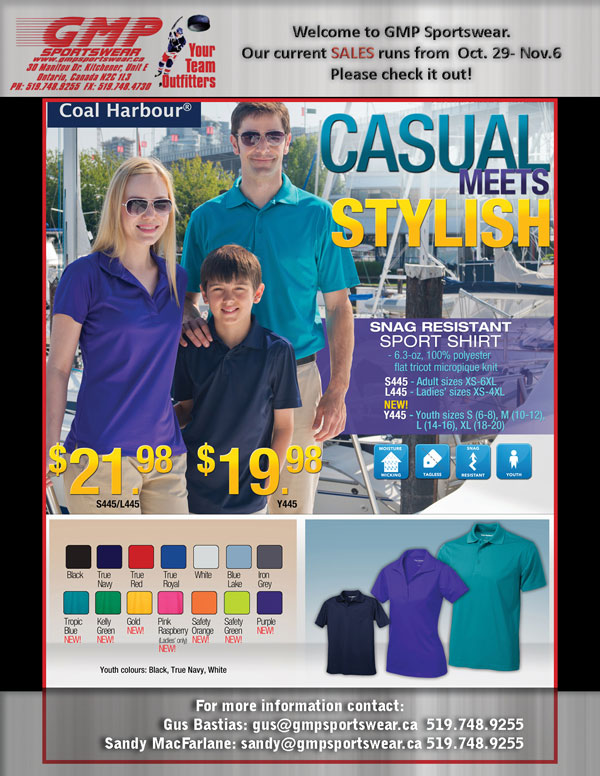 GMP
SPORTSWEAR
www.gmpsportswear.ca
30 Manitou Dr. Kitchener, Unit E
Ontario, Canada N2C 1L3
PH: 519.748.9255 FX: 519.748.4730
Your
Team
Outfitters
Welcome to GMP Sportswear.
Our current SALES runs from Oct. 29- Nov.6
Please check it out!
Coal Harbour®
CASUAL
MEETS
STYLISH
SNAG RESISTANT
SPORT SHIRT
- 6.3-oz, 100% polyester
flat tricot micropique knit
S445 - Adult sizes XS-6XL
L445 - Ladies' sizes XS-4XL
NEW!
Y445 - Youth sizes S (6-8), M (10-12),
L (14-16), XL (18-20)
MOISTURE
WICKING
TAGLESS
SNAG
RESISTANT
YOUTH
$21.98
S445/L445
$19.98
Y445
Black
True
Navy
True
Red
True
Royal
White
Blue
Lake
Iron
Grey
Tropic
Blue
NEW!
Kelly
Green
NEW!
Gold
NEW!
Pink
Raspberry
(Ladies' only)
NEW!
Safety
Orange
NEW!
Safety
Green
NEW!
Purple
NEW!
Youth colours: Black, True Navy, White
For more information contact:
Gus Bastias: gus@gmpsportswear.ca 519.748.9255
Sandy MacFarlane: sandy@gmpsportswear.ca 519.748.9255